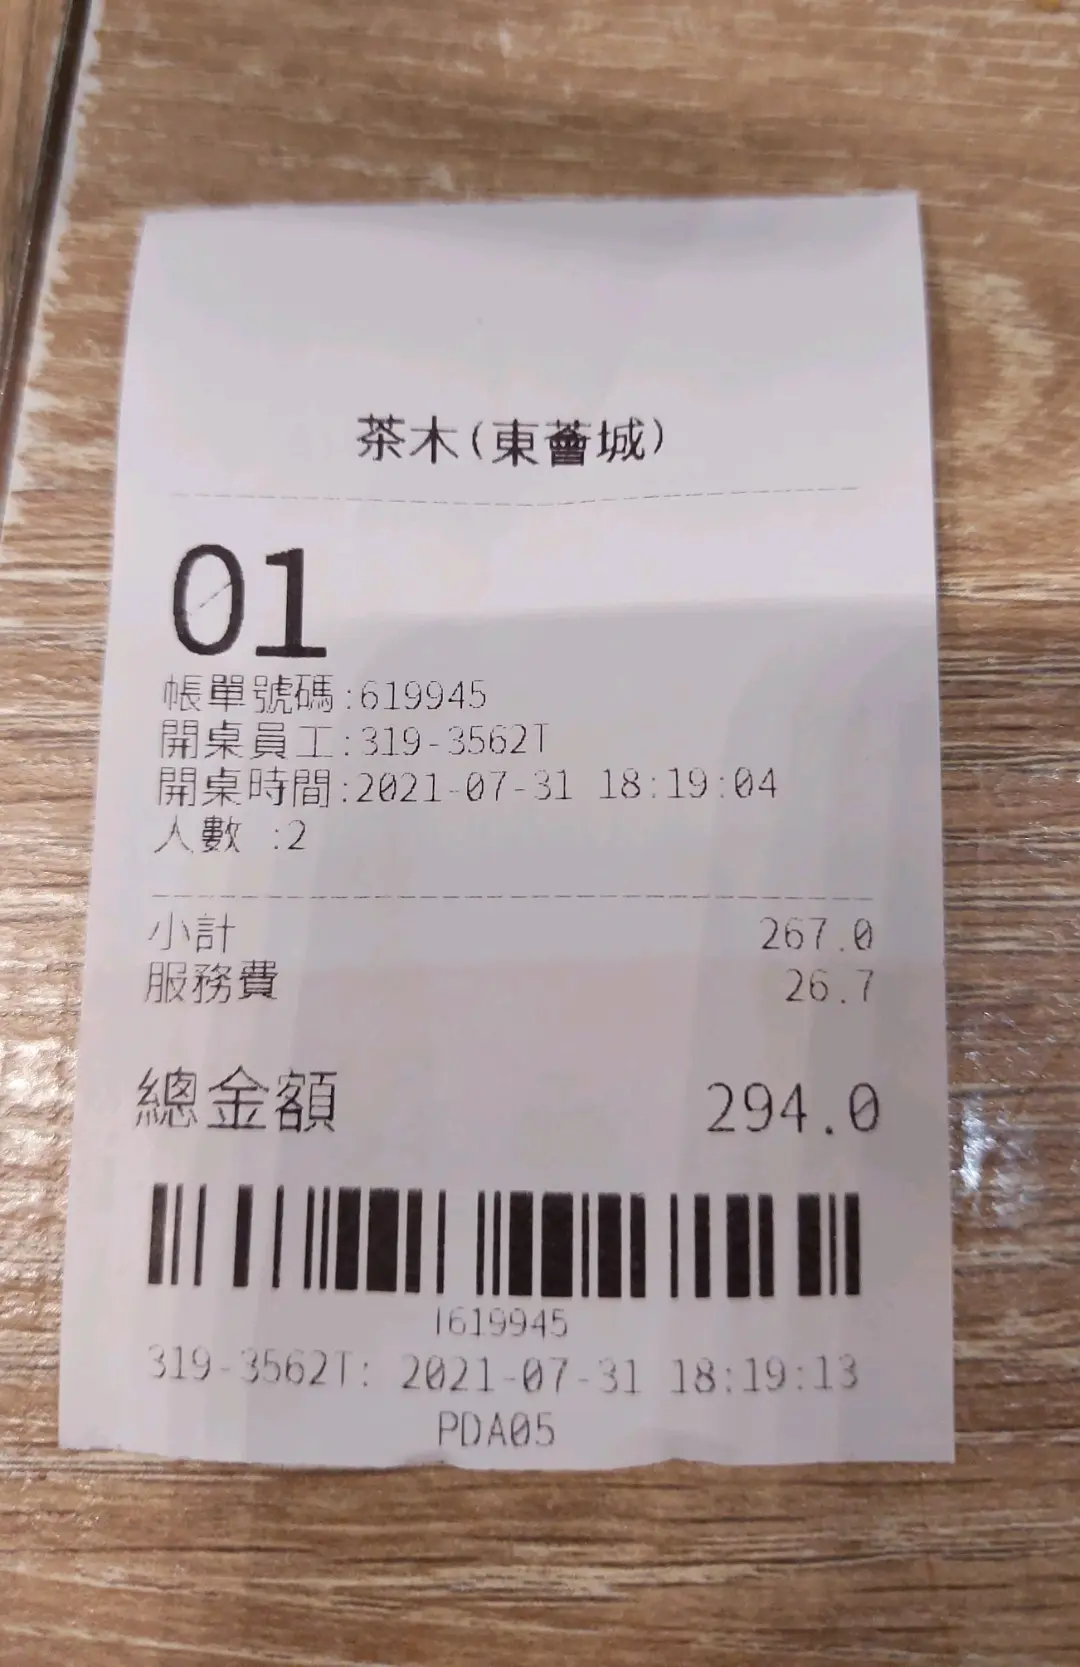 茶木(東薈城)
01
帳單號碼:619945
開桌員工:319-3562T
開桌時間:2021-07-31 18:19:04
人數 :2
小計 267.0
服務費 26.7
總金額 294.0
I619945
319-3562T: 2021-07-31 18:19:13
PDA05